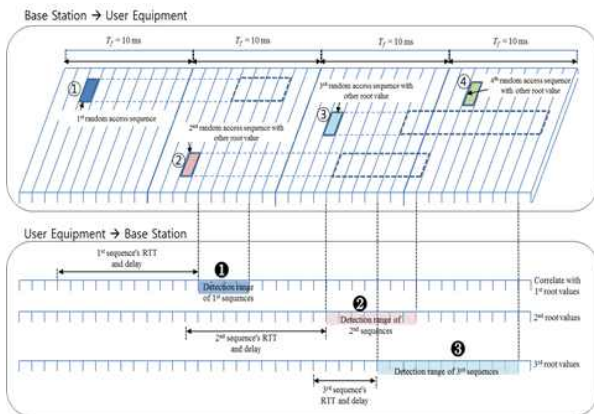 Base Station → User Equipment
T_f = 10 ms
T_f = 10 ms
T_f = 10 ms
T_f = 10 ms
①
1st random access sequence
2nd random access sequence with
other root value
②
3rd random access sequence
with other root value
③
④
4th random access sequence
with other root value
User Equipment → Base Station
1st sequence's RTT
and delay
❶
Detection range
of 1st sequences
Correlate with
1st root values
❷
Detection range of
2nd sequences
2nd root values
2nd sequence's RTT
and delay
❸
Detection range of 3rd sequences
3rd root values
3rd sequence's
RTT and delay